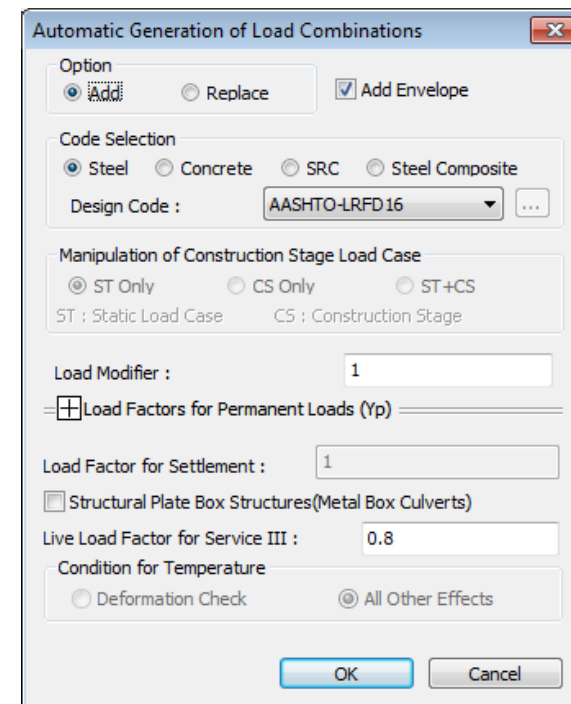 Automatic Generation of Load Combinations
Option
Add Replace Add Envelope
Code Selection
Steel Concrete SRC Steel Composite
Design Code : AASHTO-LRFD16 ...
Manipulation of Construction Stage Load Case
ST Only CS Only ST+CS
ST : Static Load Case CS : Construction Stage
Load Modifier : 1
Load Factors for Permanent Loads (Yp)
Load Factor for Settlement : 1
Structural Plate Box Structures(Metal Box Culverts)
Live Load Factor for Service III : 0.8
Condition for Temperature
Deformation Check All Other Effects
OK Cancel